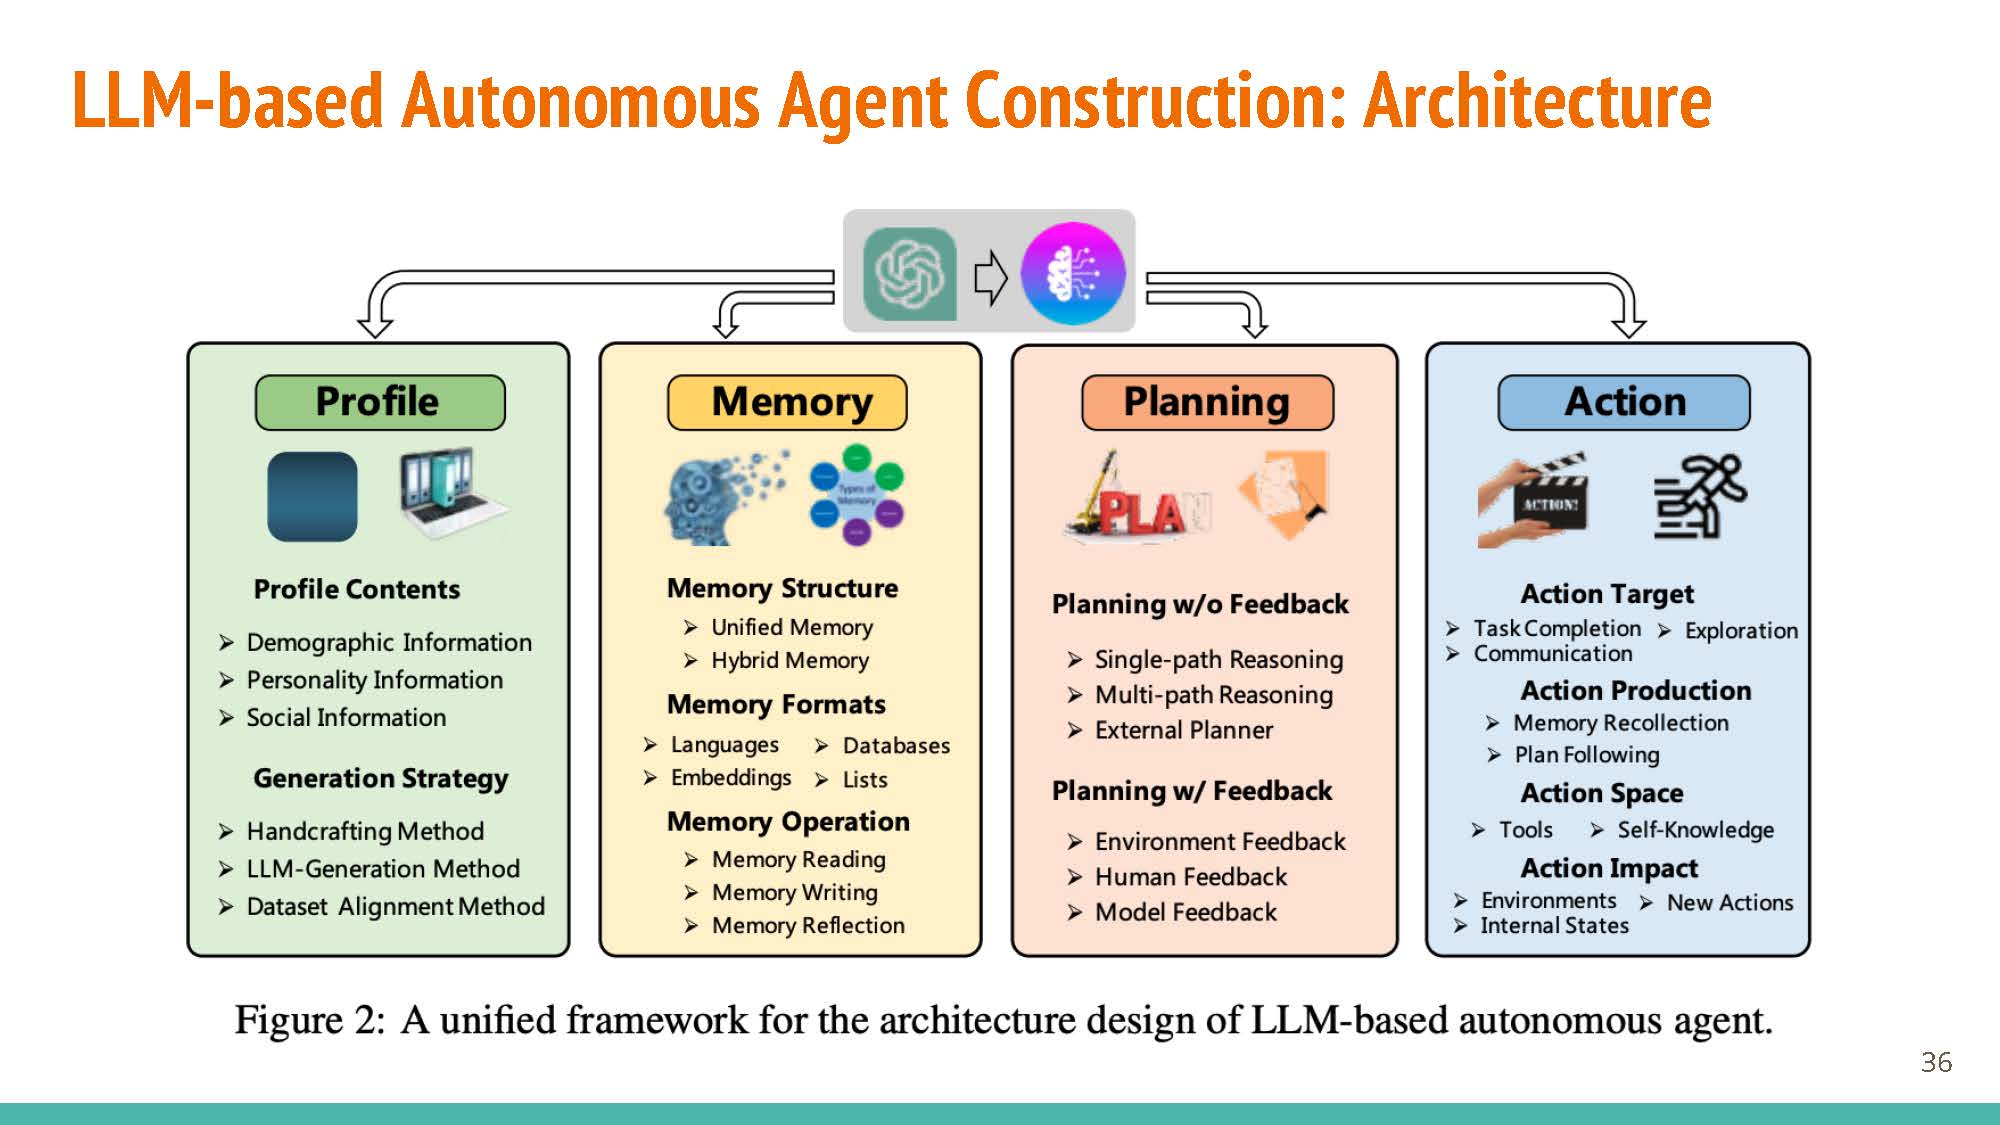 LLM-based Autonomous Agent Construction: Architecture
Profile
Profile Contents
➢ Demographic Information
➢ Personality Information
➢ Social Information
Generation Strategy
➢ Handcrafting Method
➢ LLM-Generation Method
➢ Dataset Alignment Method
Memory
Types of
Memory
Memory Structure
➢ Unified Memory
➢ Hybrid Memory
Memory Formats
➢ Languages ➢ Databases
➢ Embeddings ➢ Lists
Memory Operation
➢ Memory Reading
➢ Memory Writing
➢ Memory Reflection
Planning
PLAN
Planning w/o Feedback
➢ Single-path Reasoning
➢ Multi-path Reasoning
➢ External Planner
Planning w/ Feedback
➢ Environment Feedback
➢ Human Feedback
➢ Model Feedback
Action
ACTION!
Action Target
➢ Task Completion ➢ Exploration
➢ Communication
Action Production
➢ Memory Recollection
➢ Plan Following
Action Space
➢ Tools ➢ Self-Knowledge
Action Impact
➢ Environments ➢ New Actions
➢ Internal States
Figure 2: A unified framework for the architecture design of LLM-based autonomous agent.
36